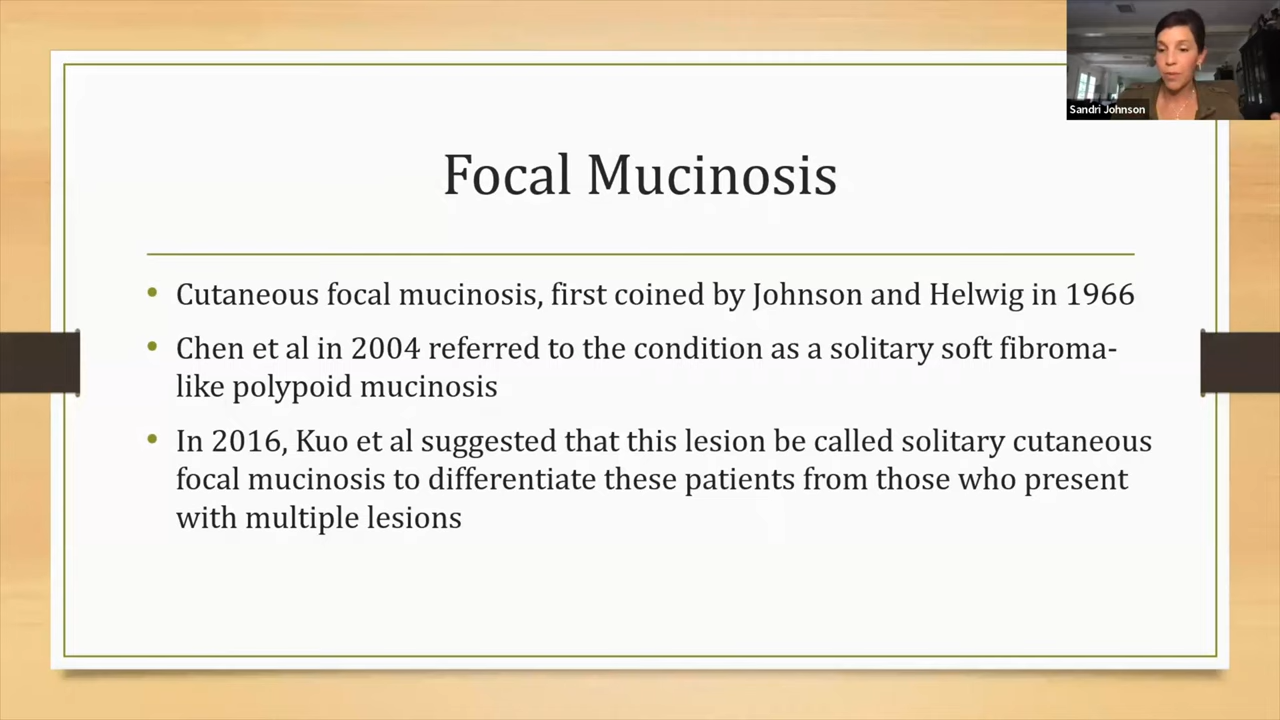 Sandri Johnson
Focal Mucinosis
• Cutaneous focal mucinosis, first coined by Johnson and Helwig in 1966
• Chen et al in 2004 referred to the condition as a solitary soft fibroma-
like polypoid mucinosis
• In 2016, Kuo et al suggested that this lesion be called solitary cutaneous
focal mucinosis to differentiate these patients from those who present
with multiple lesions